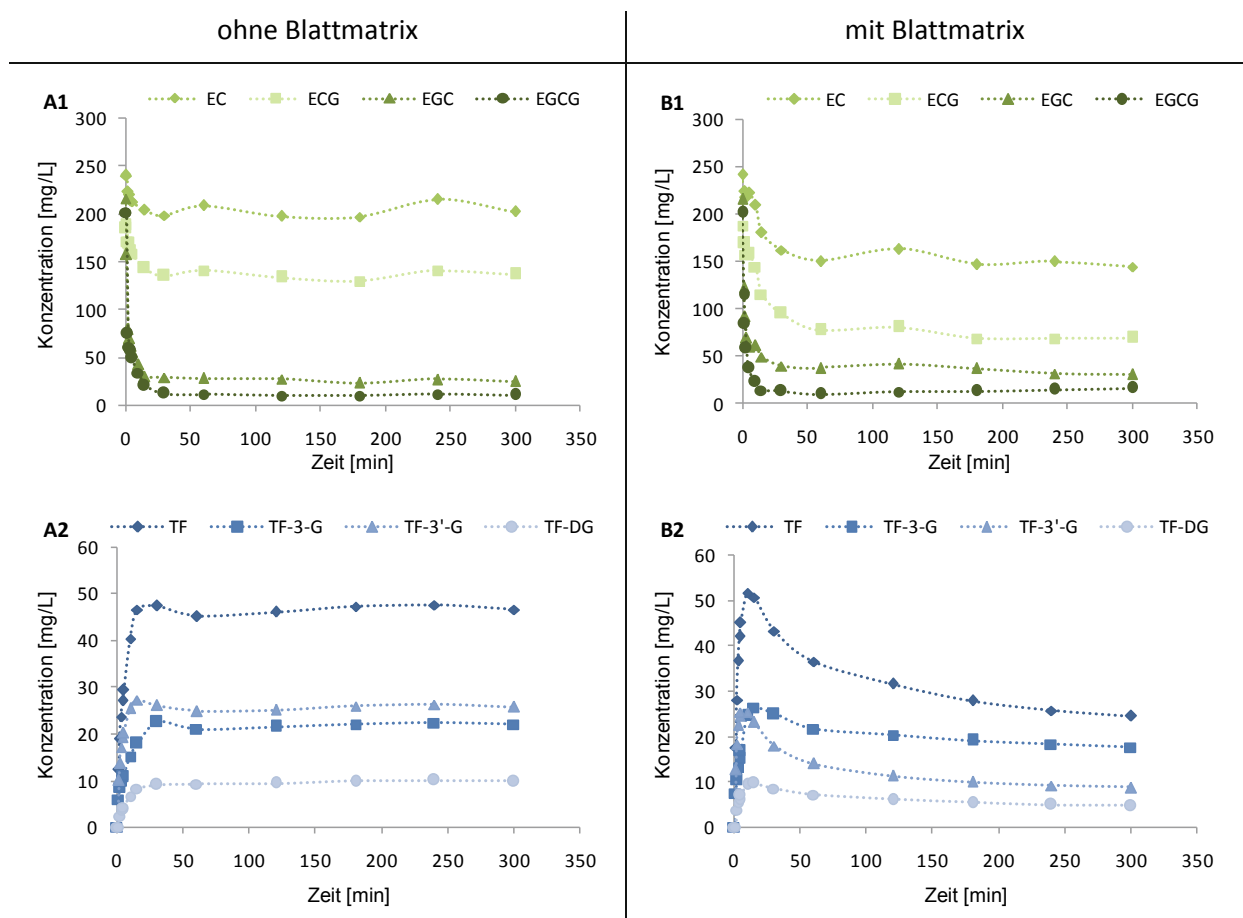 ohne Blattmatrix
mit Blattmatrix
A1
EC ECG EGC EGCG
Konzentration [mg/L]
300
250
200
150
100
50
0
0 50 100 150 200 250 300 350
Zeit [min]
B1
EC ECG EGC EGCG
Konzentration [mg/L]
300
250
200
150
100
50
0
0 50 100 150 200 250 300 350
Zeit [min]
A2
TF TF-3-G TF-3'-G TF-DG
Konzentration [mg/L]
60
50
40
30
20
10
0
0 50 100 150 200 250 300 350
Zeit [min]
B2
TF TF-3-G TF-3'-G TF-DG
Konzentration [mg/L]
60
50
40
30
20
10
0
0 50 100 150 200 250 300 350
Zeit [min]